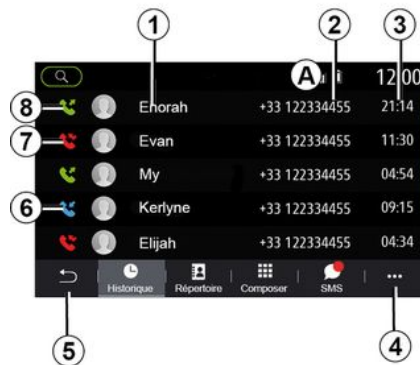 1 2 3
A 12:00
8 Enorah +33 122334455 21:14
7 Evan +33 122334455 11:30
My +33 122334455 04:54
6 Kerlyne +33 122334455 09:15
Elijah +33 122334455 04:34
Historique Répertoire Composer SMS ...
5 4